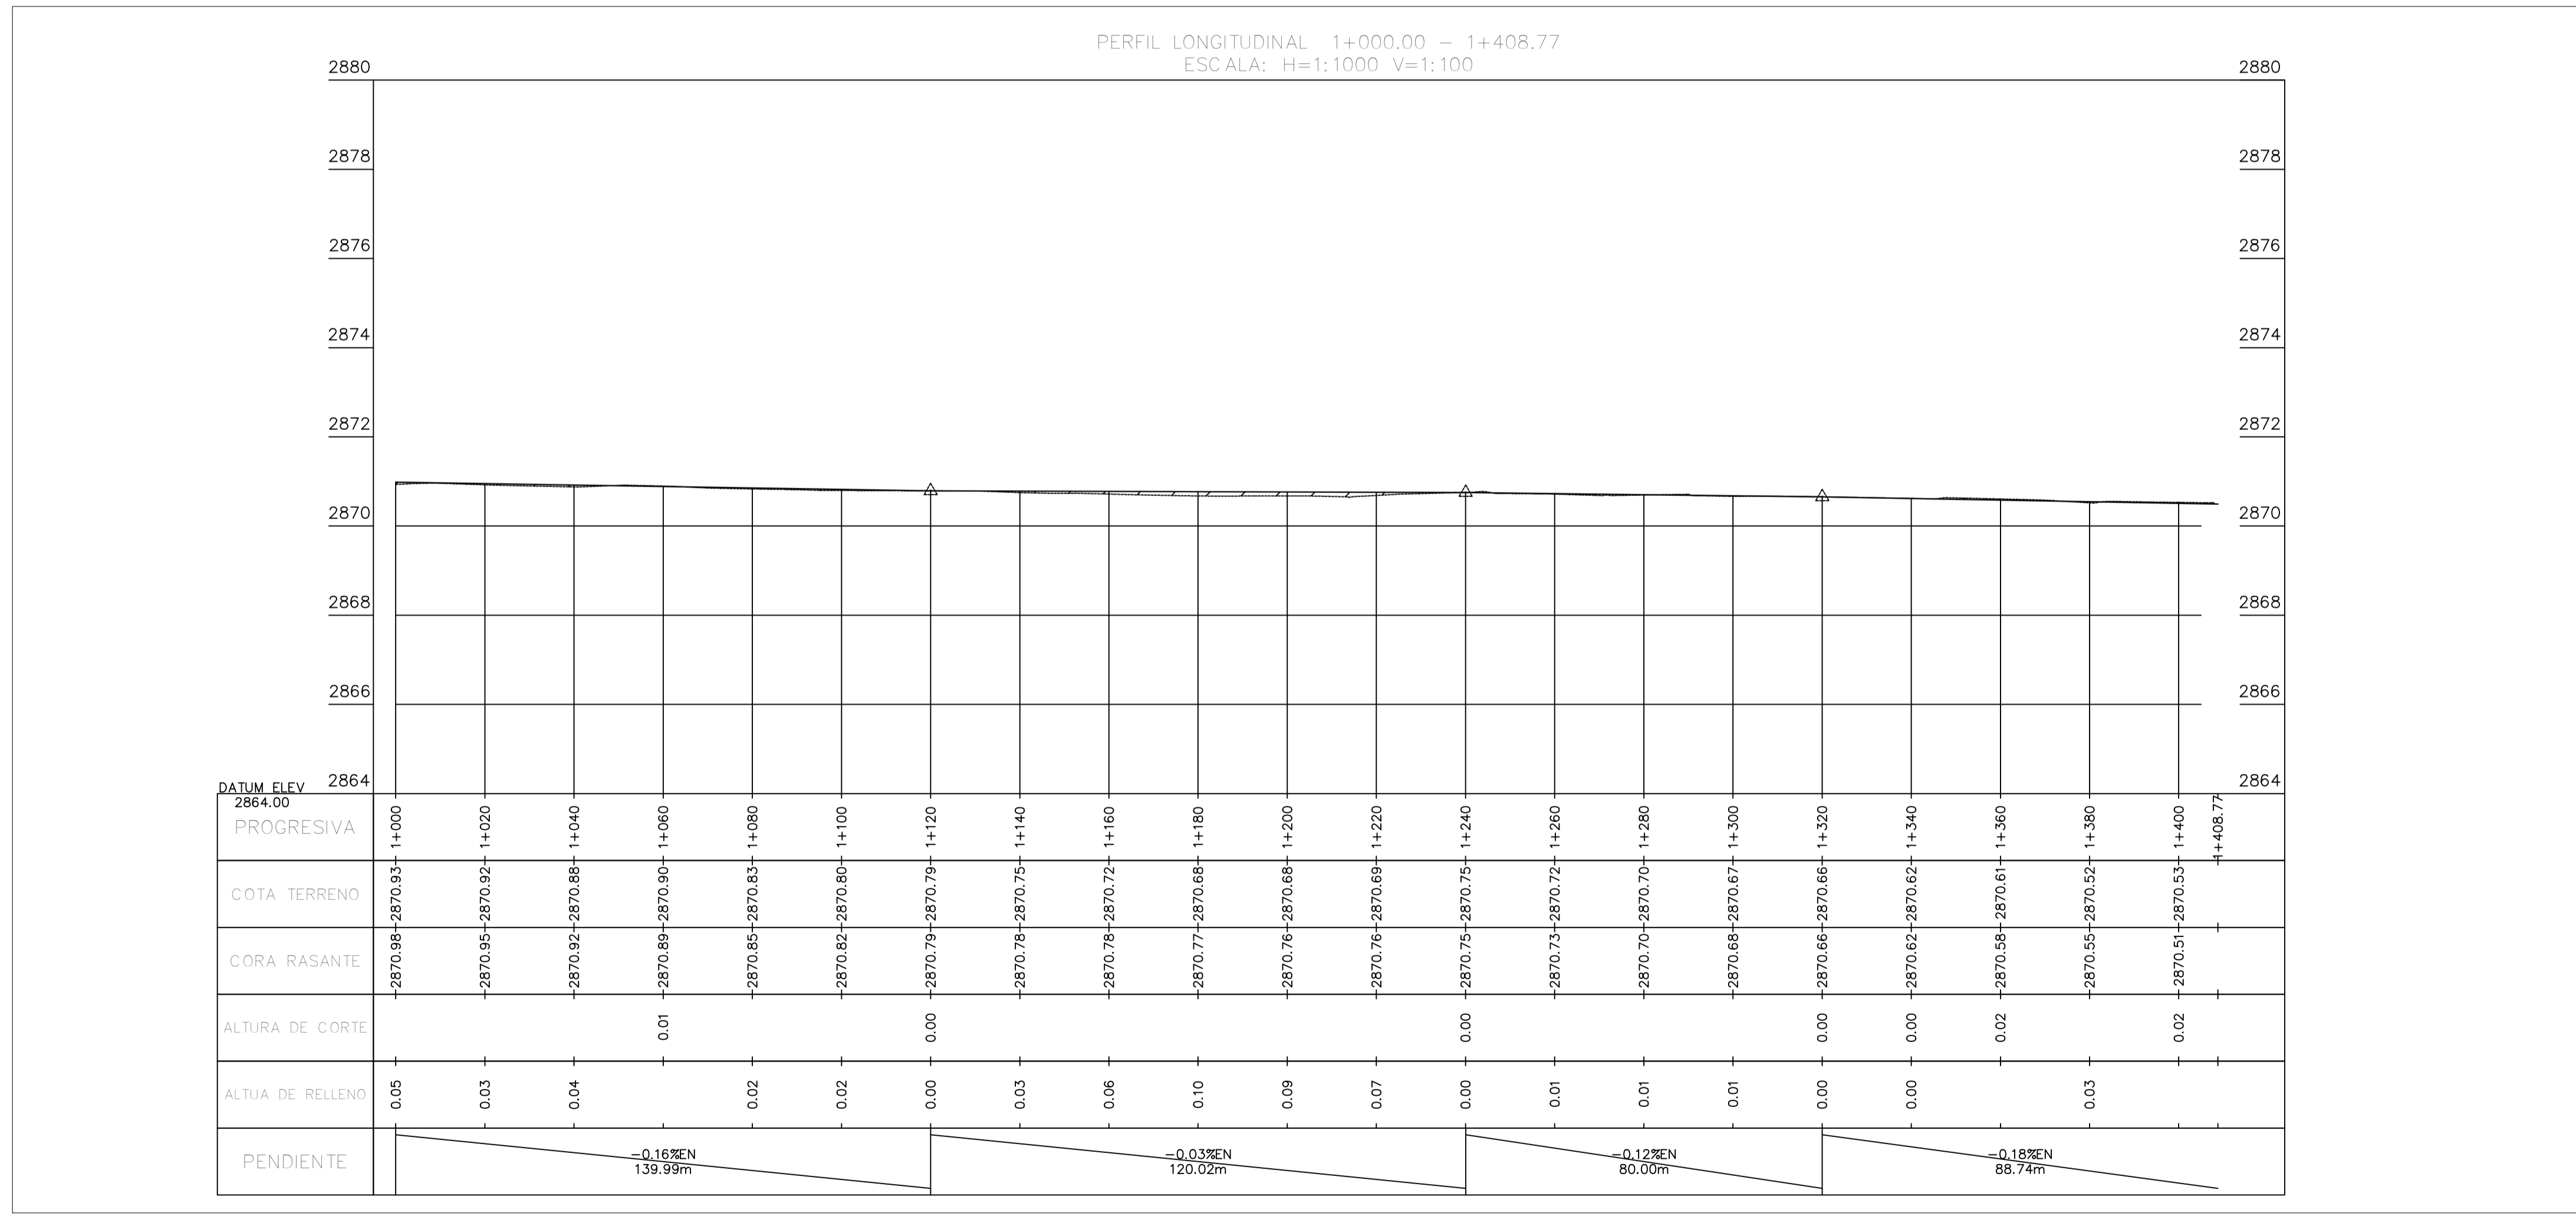 PERFIL LONGITUDINAL 1+000.00 - 1+408.77
ESCALA: H=1:1000 V=1:100
2880 2880
2878 2878
2876 2876
2874 2874
2872 2872
2870 2870
2868 2868
2866 2866
2864 2864
DATUM ELEV
2864.00
PROGRESIVA 1+000 1+020 1+040 1+060 1+080 1+100 1+120 1+140 1+160 1+180 1+200 1+220 1+240 1+260 1+280 1+300 1+320 1+340 1+360 1+380 1+400 1+408.77
COTA TERRENO 2870.93 2870.92 2870.88 2870.90 2870.83 2870.80 2870.79 2870.75 2870.72 2870.68 2870.68 2870.69 2870.75 2870.72 2870.70 2870.67 2870.66 2870.62 2870.61 2870.52 2870.53
CORA RASANTE 2870.98 2870.95 2870.92 2870.89 2870.85 2870.82 2870.79 2870.78 2870.78 2870.77 2870.76 2870.76 2870.75 2870.73 2870.70 2870.68 2870.66 2870.62 2870.58 2870.55 2870.51
ALTURA DE CORTE 0.01 0.00 0.00 0.00 0.00 0.02 0.02
ALTUA DE RELLENO 0.05 0.03 0.04 0.02 0.02 0.00 0.03 0.06 0.10 0.09 0.07 0.00 0.01 0.01 0.01 0.00 0.00 0.03
PENDIENTE
-0.16%EN
139.99m
-0.03%EN
120.02m
-0.12%EN
80.00m
-0.18%EN
88.74m